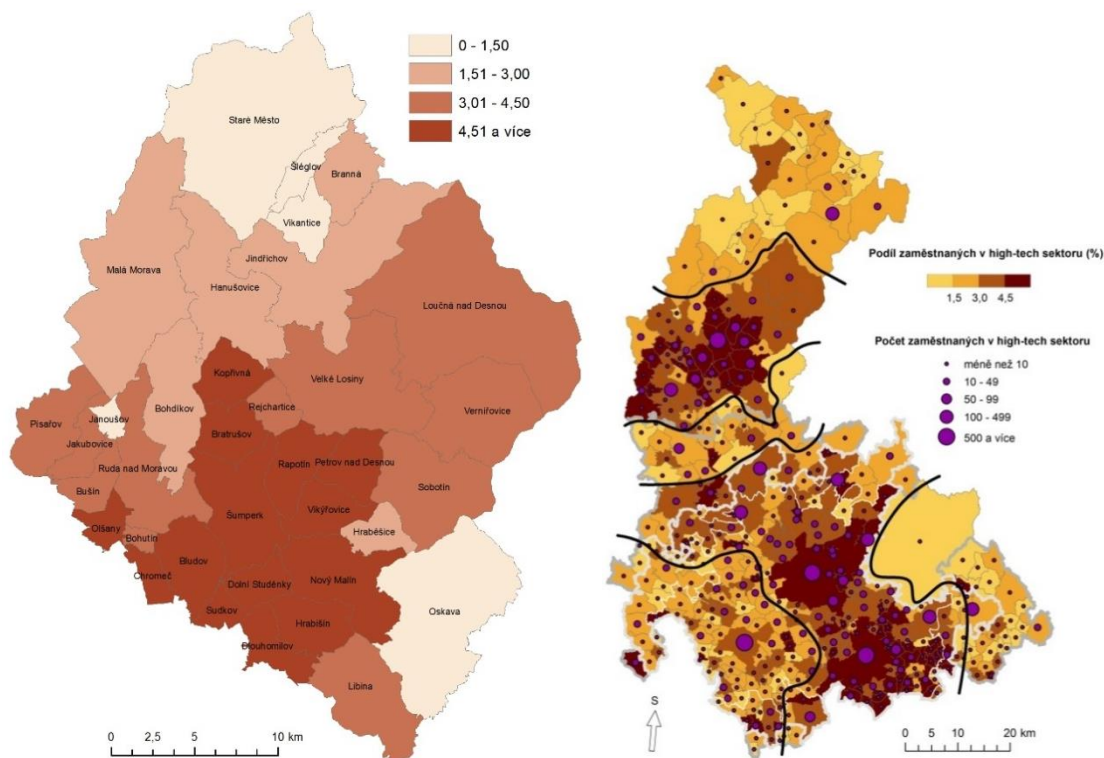 0 - 1,50
1,51 - 3,00
3,01 - 4,50
4,51 a více
Staré Město
Šléglov
Branná
Vikantice
Jindřichov
Malá Morava
Hanušovice
Loučná nad Desnou
Kopřivná
Velké Losiny
Rejchartice
Bohdíkov
Vernířovice
Písařov
Janoušov
Jakubovice
Bratrušov
Ruda nad Moravou
Rapotín
Petrov nad Desnou
Sobotín
Bušín
Vikýřovice
Olšany
Šumperk
Hraběšice
Bohutín
Bludov
Chromeč
Dolní Studénky
Nový Malín
Oskava
Sudkov
Hrabišín
Dlouhomilov
Libina
0 2,5 5 10 km
Podíl zaměstnaných v high-tech sektoru (%)
1,5 3,0 4,5
Počet zaměstnaných v high-tech sektoru
méně než 10
10 - 49
50 - 99
100 - 499
500 a více
S
0 5 10 20 km